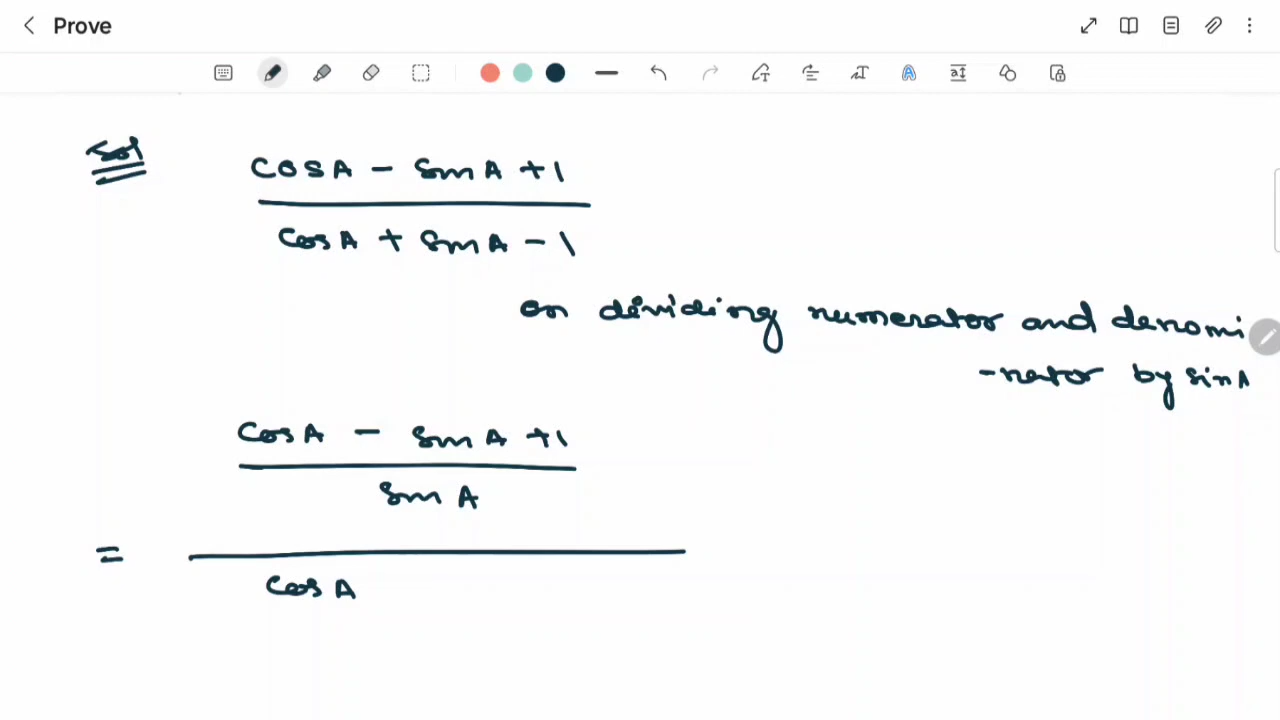 Prove
Sol
COSA - sinA +1
cosA + sinA - 1
on dividing numerator and denomi
-nator by sinA
cosA - sinA +1
sinA
=
cosA